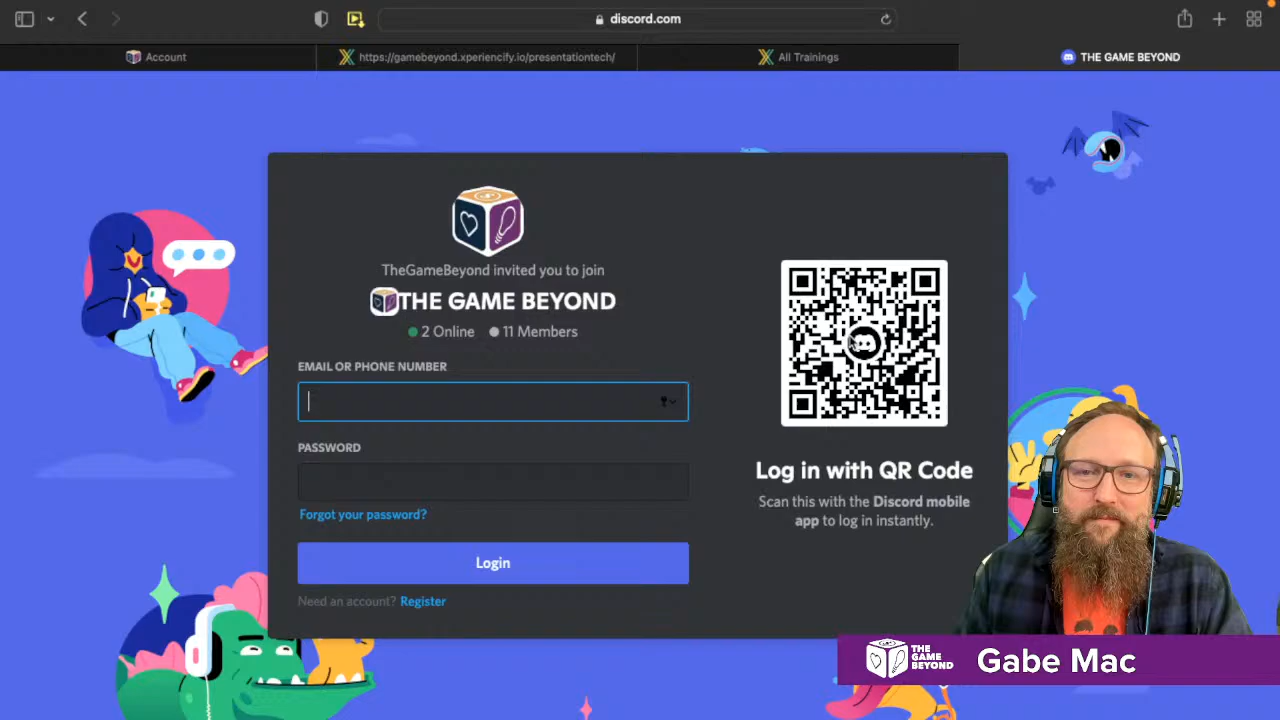 discord.com
Account
https://gamebeyond.xperiencify.io/presentationtech/
All Trainings
THE GAME BEYOND
TheGameBeyond invited you to join
THE GAME BEYOND
2 Online 11 Members
EMAIL OR PHONE NUMBER
PASSWORD
Forgot your password?
Login
Need an account? Register
Log in with QR Code
Scan this with the Discord mobile
app to log in instantly.
THE
GAME
BEYOND
Gabe Mac